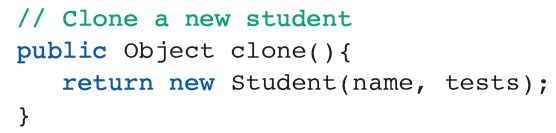 // Clone a new student
public Object clone(){
   return new Student(name, tests);
}